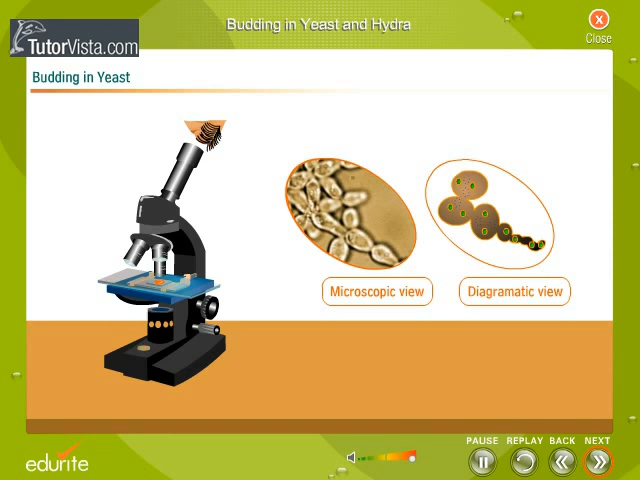 Budding in Yeast and Hydra
X
Close
TutorVista.com
Budding in Yeast
Microscopic view
Diagramatic view
PAUSE REPLAY BACK NEXT
edurite